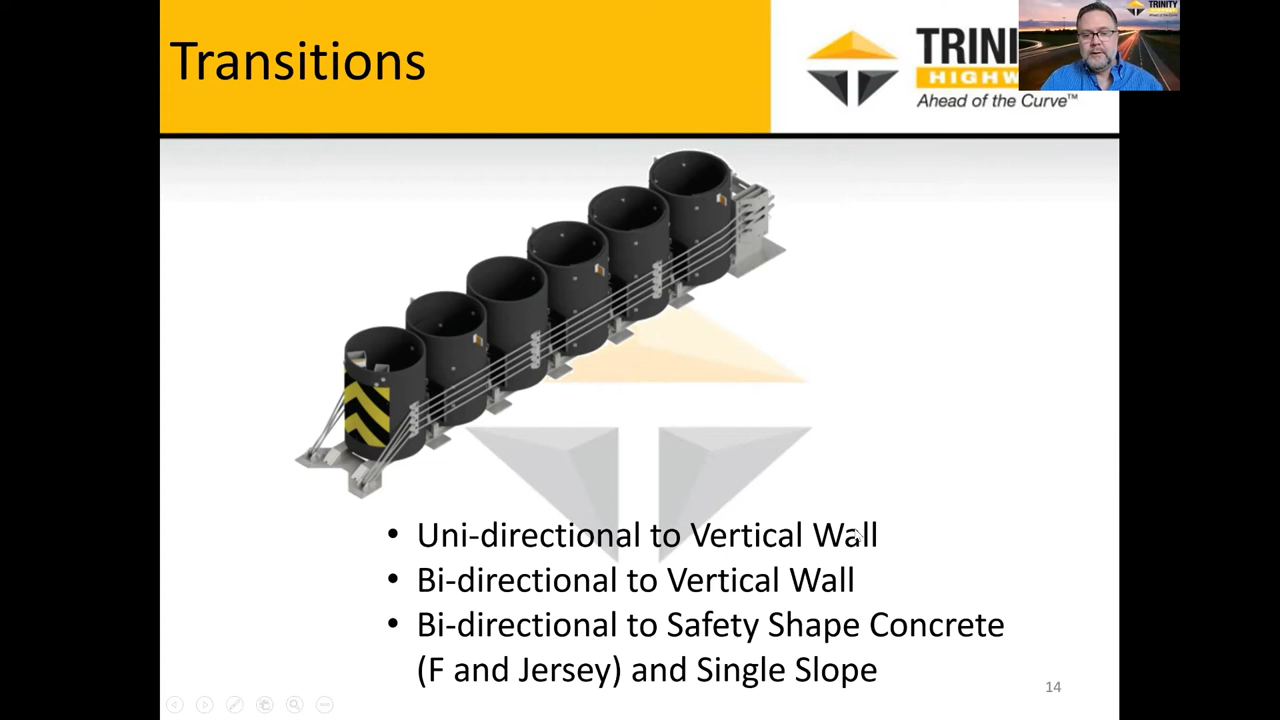 Transitions
TRINI
HIGHW
Ahead of the Curve™
TRINITY
• Uni-directional to Vertical Wall
• Bi-directional to Vertical Wall
• Bi-directional to Safety Shape Concrete
(F and Jersey) and Single Slope
14